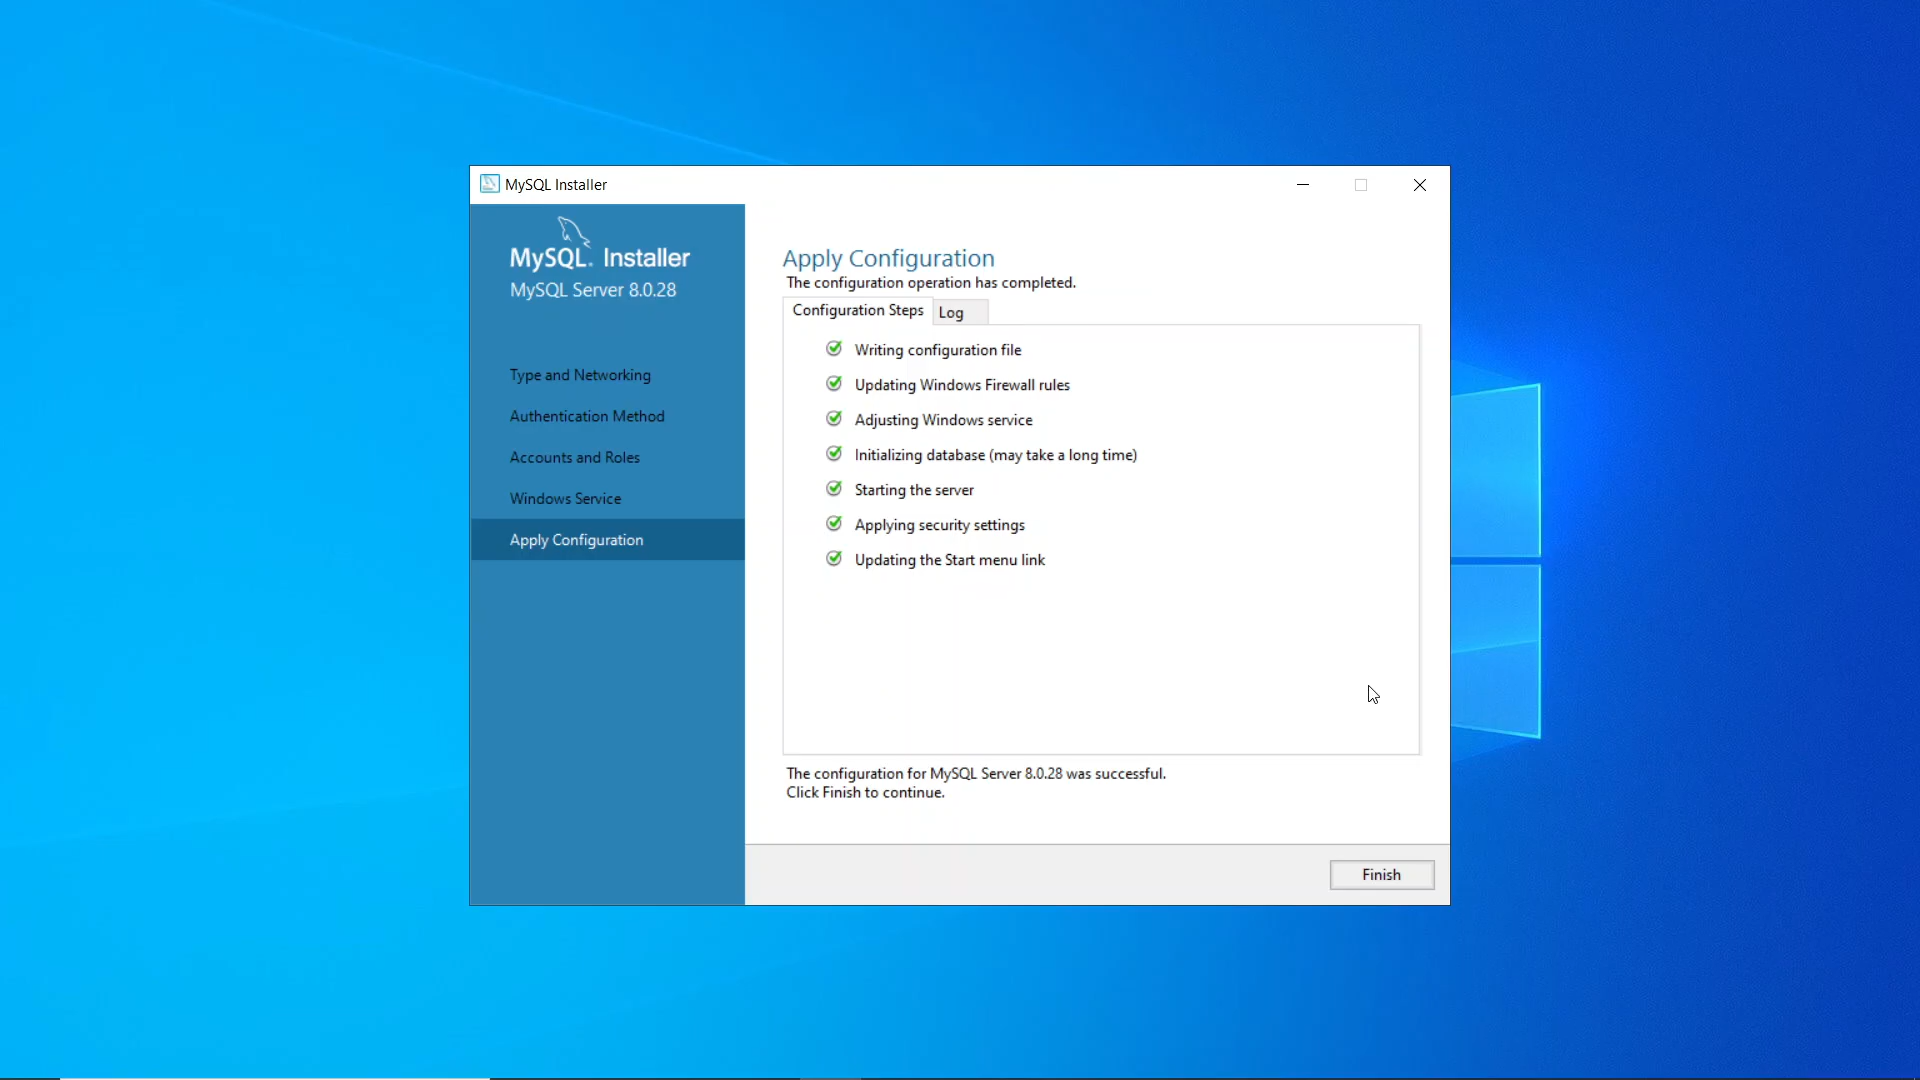 MySQL Installer
MySQL. Installer
MySQL Server 8.0.28
Type and Networking
Authentication Method
Accounts and Roles
Windows Service
Apply Configuration
Apply Configuration
The configuration operation has completed.
Configuration Steps
Log
Writing configuration file
Updating Windows Firewall rules
Adjusting Windows service
Initializing database (may take a long time)
Starting the server
Applying security settings
Updating the Start menu link
The configuration for MySQL Server 8.0.28 was successful.
Click Finish to continue.
Finish